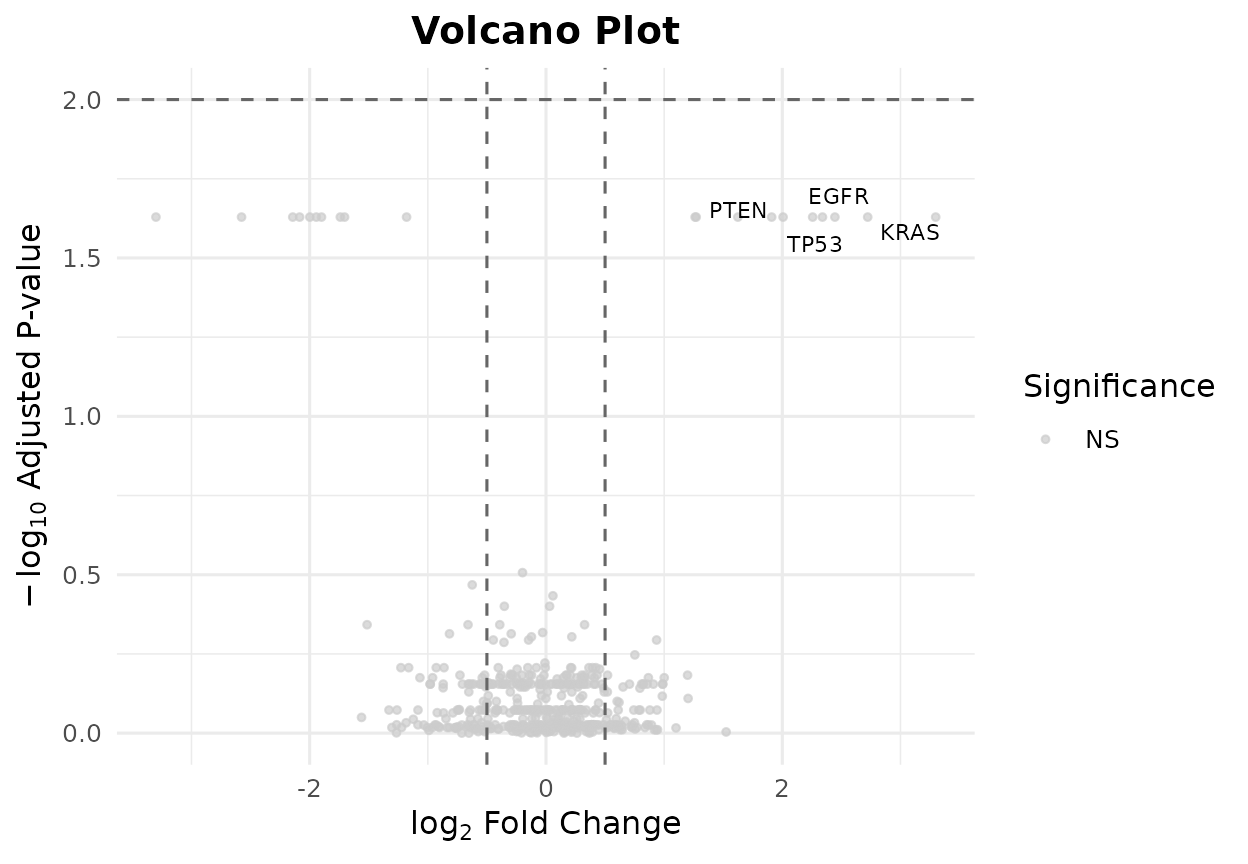 Volcano Plot
− log10 Adjusted P-value
2.0
1.5
1.0
0.5
0.0
EGFR
PTEN
KRAS
TP53
Significance
NS
-2
0
2
log2 Fold Change